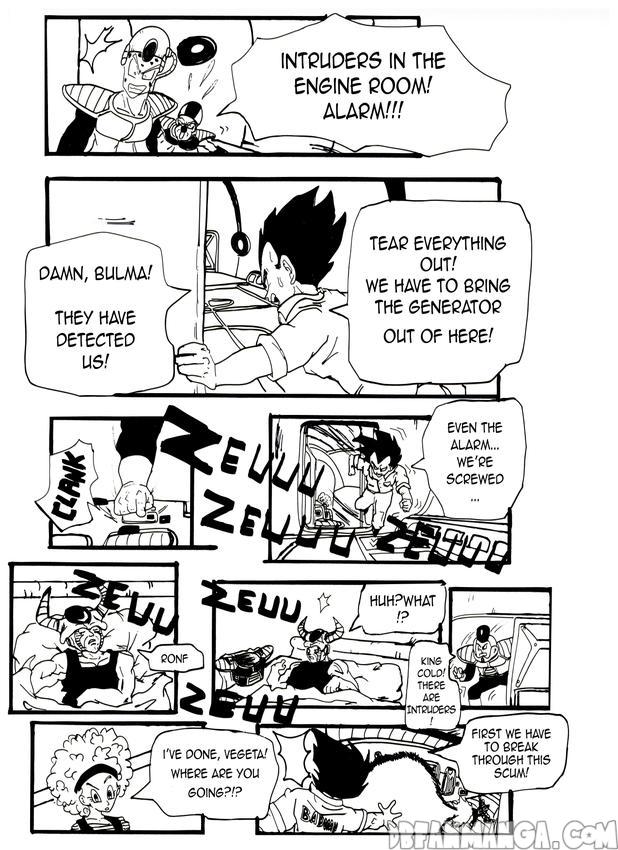 INTRUDERS IN THE
ENGINE ROOM!
ALARM!!!
DAMN, BULMA!
THEY HAVE
DETECTED
US!
TEAR EVERYTHING
OUT!
WE HAVE TO BRING
THE GENERATOR
OUT OF HERE!
CLANK
ZEUUU
ZEUUU
ZEUUU
EVEN THE
ALARM...
WE'RE
SCREWED
...
ZEUU
ZEUU
ZEUU
RONF
HUH?WHAT
!?
KING
COLD!
THERE
ARE
INTRUDERS
!
I'VE DONE, VEGETA!
WHERE ARE YOU
GOING?!?
FIRST WE HAVE
TO BREAK
THROUGH THIS
SCUM!
BADM
DBFANMANGA.COM